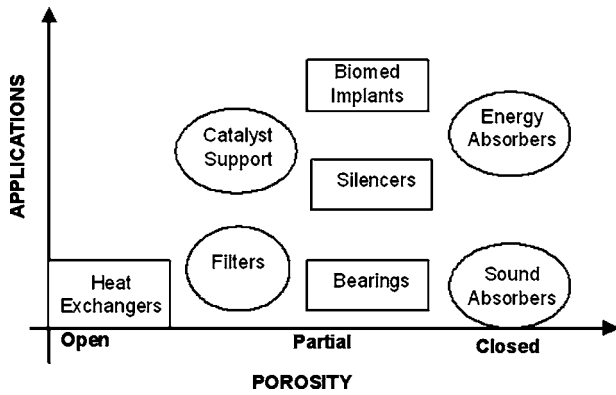 APPLICATIONS
Biomed
Implants
Catalyst
Support
Energy
Absorbers
Silencers
Heat
Exchangers
Filters
Bearings
Sound
Absorbers
Open
Partial
Closed
POROSITY